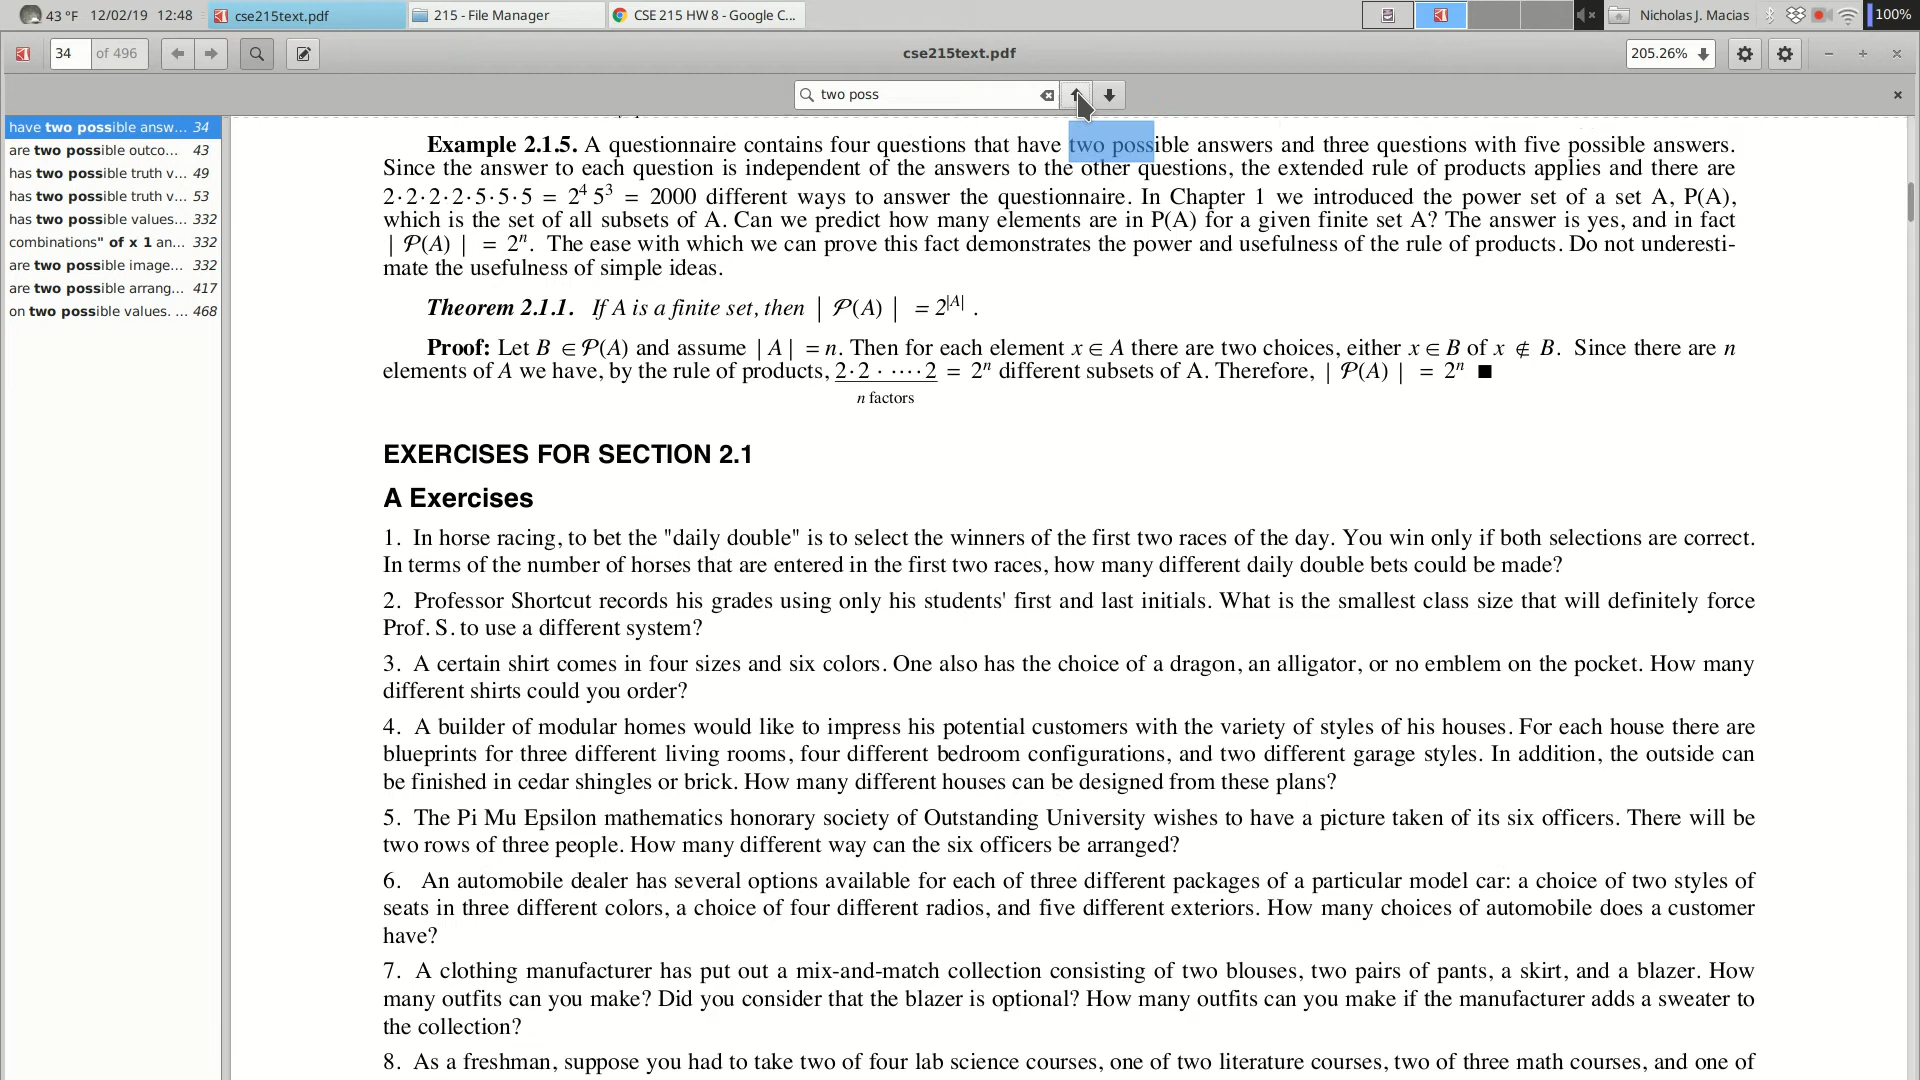 43 °F 12/02/19 12:48 cse215text.pdf 215 - File Manager CSE 215 HW 8 - Google C... Nicholas J. Macias 100%
34 of 496 cse215text.pdf 205.26%
two poss
have two possible answ... 34
are two possible outco... 43
has two possible truth v... 49
has two possible truth v... 53
has two possible values... 332
combinations" of x 1 an... 332
are two possible image... 332
are two possible arrang... 417
on two possible values. ... 468
Example 2.1.5. A questionnaire contains four questions that have two possible answers and three questions with five possible answers.
Since the answer to each question is independent of the answers to the other questions, the extended rule of products applies and there are
2·2·2·2·5·5·5 = 2⁴ 5³ = 2000 different ways to answer the questionnaire. In Chapter 1 we introduced the power set of a set A, P(A),
which is the set of all subsets of A. Can we predict how many elements are in P(A) for a given finite set A? The answer is yes, and in fact
| 𝒫(A) | = 2ⁿ. The ease with which we can prove this fact demonstrates the power and usefulness of the rule of products. Do not underesti-
mate the usefulness of simple ideas.
Theorem 2.1.1. If A is a finite set, then | 𝒫(A) | = 2^|A| .
Proof: Let B ∈ 𝒫(A) and assume | A | = n. Then for each element x ∈ A there are two choices, either x ∈ B of x ∉ B. Since there are n
elements of A we have, by the rule of products, 2·2 · ···· 2 = 2ⁿ different subsets of A. Therefore, | 𝒫(A) | = 2ⁿ ■
n factors
EXERCISES FOR SECTION 2.1
A Exercises
1. In horse racing, to bet the "daily double" is to select the winners of the first two races of the day. You win only if both selections are correct.
In terms of the number of horses that are entered in the first two races, how many different daily double bets could be made?
2. Professor Shortcut records his grades using only his students' first and last initials. What is the smallest class size that will definitely force
Prof. S. to use a different system?
3. A certain shirt comes in four sizes and six colors. One also has the choice of a dragon, an alligator, or no emblem on the pocket. How many
different shirts could you order?
4. A builder of modular homes would like to impress his potential customers with the variety of styles of his houses. For each house there are
blueprints for three different living rooms, four different bedroom configurations, and two different garage styles. In addition, the outside can
be finished in cedar shingles or brick. How many different houses can be designed from these plans?
5. The Pi Mu Epsilon mathematics honorary society of Outstanding University wishes to have a picture taken of its six officers. There will be
two rows of three people. How many different way can the six officers be arranged?
6. An automobile dealer has several options available for each of three different packages of a particular model car: a choice of two styles of
seats in three different colors, a choice of four different radios, and five different exteriors. How many choices of automobile does a customer
have?
7. A clothing manufacturer has put out a mix-and-match collection consisting of two blouses, two pairs of pants, a skirt, and a blazer. How
many outfits can you make? Did you consider that the blazer is optional? How many outfits can you make if the manufacturer adds a sweater to
the collection?
8. As a freshman, suppose you had to take two of four lab science courses, one of two literature courses, two of three math courses, and one of